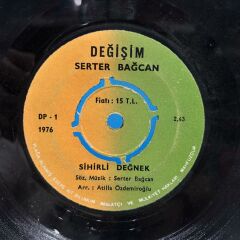 DEĞİŞİM
SERTER BAĞCAN
Fiatı : 15 T.L.
DP - 1
1976
2,63
SİHİRLİ DEĞNEK
Söz, Müzik : Serter Bağcan
Arr. : Atilla Özdemiroğlu